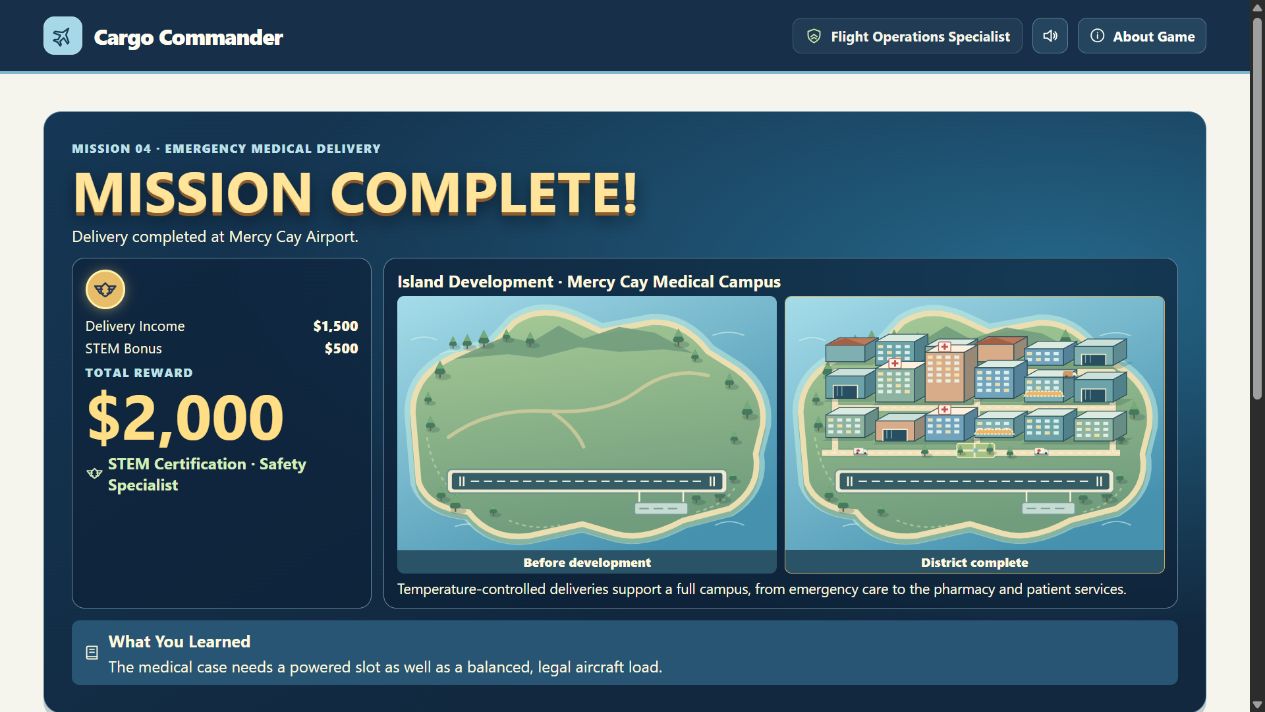 Cargo Commander
Flight Operations Specialist
About Game
MISSION 04 · EMERGENCY MEDICAL DELIVERY
MISSION COMPLETE!
Delivery completed at Mercy Cay Airport.
Delivery Income $1,500
STEM Bonus $500
TOTAL REWARD
$2,000
STEM Certification · Safety
Specialist
Island Development · Mercy Cay Medical Campus
Before development
District complete
Temperature-controlled deliveries support a full campus, from emergency care to the pharmacy and patient services.
What You Learned
The medical case needs a powered slot as well as a balanced, legal aircraft load.